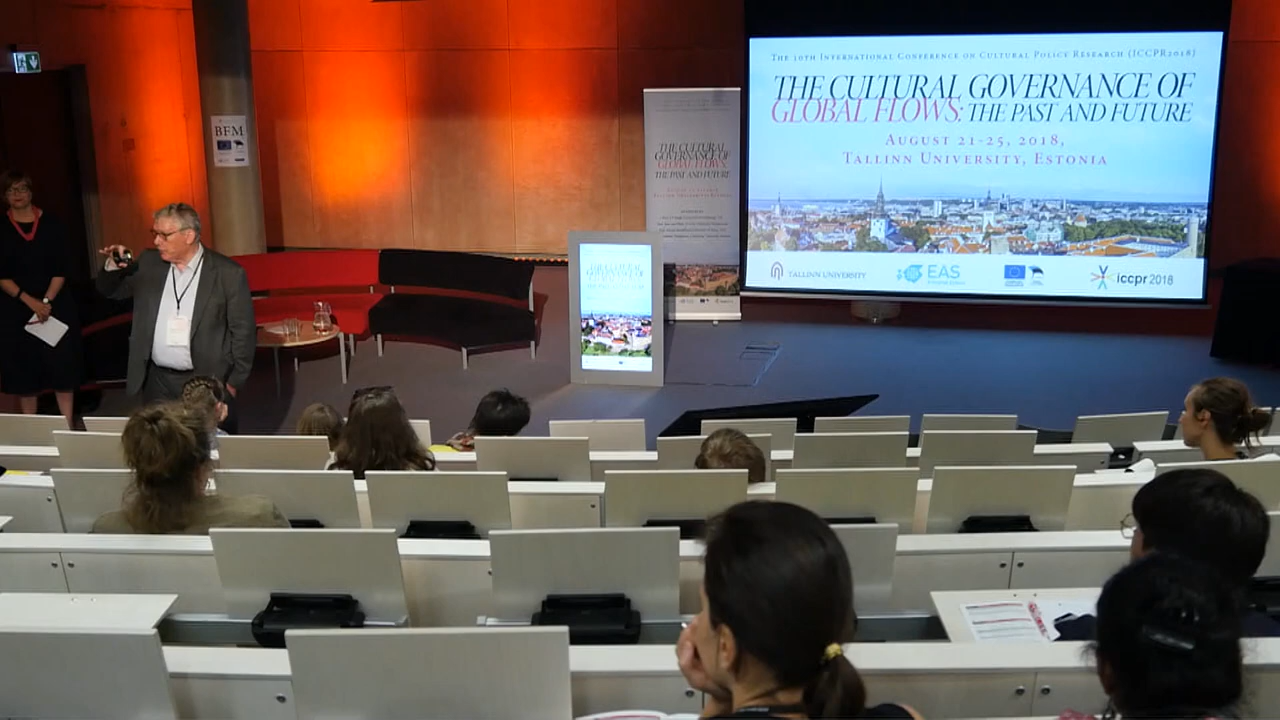 BFM
THE CULTURAL
GOVERNANCE OF
GLOBAL FLOWS:
THE PAST AND FUTURE
The 10th International Conference on Cultural Policy Research (ICCPR2018)
THE CULTURAL GOVERNANCE OF
GLOBAL FLOWS: THE PAST AND FUTURE
August 21-25, 2018,
Tallinn University, Estonia
TALLINN UNIVERSITY
EAS
iccpr 2018